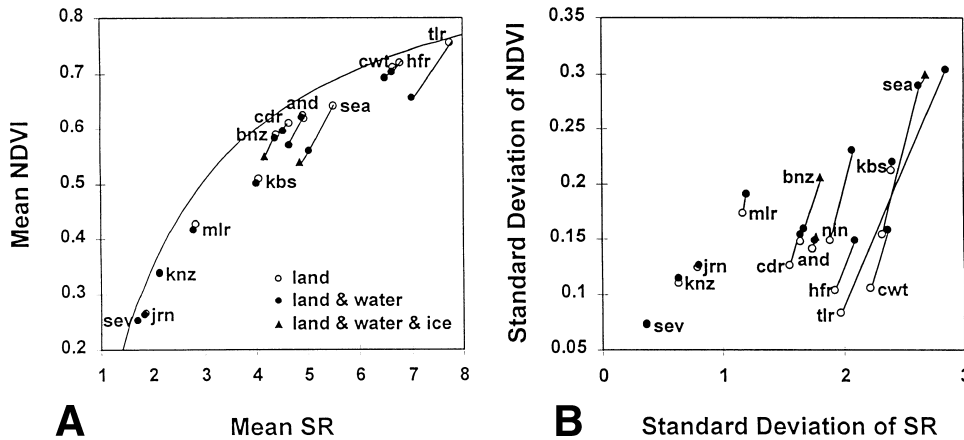 0.8
0.7
0.6
0.5
0.4
0.3
0.2
Mean NDVI
tlr
cwt
hfr
and
cdr
sea
bnz
kbs
mlr
knz
sev
jrn
land
land & water
land & water & ice
1 2 3 4 5 6 7 8
A
Mean SR
0.35
0.3
0.25
0.2
0.15
0.1
0.05
Standard Deviation of NDVI
sea
kbs
bnz
mlr
nin
and
cdr
jrn
knz
hfr
cwt
tlr
sev
0 1 2 3
B
Standard Deviation of SR